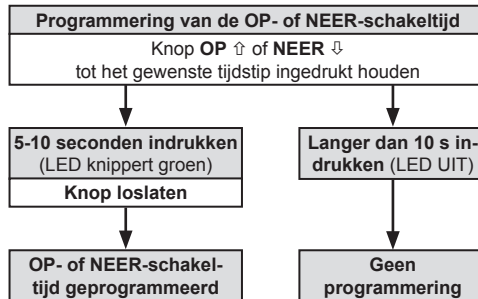 Programmering van de OP- of NEER-schakeltijd
Knop OP ⇧ of NEER ⇩
tot het gewenste tijdstip ingedrukt houden
5-10 seconden indrukken
(LED knippert groen)
Knop loslaten
Langer dan 10 s in-
drukken (LED UIT)
OP- of NEER-schakel-
tijd geprogrammeerd
Geen
programmering